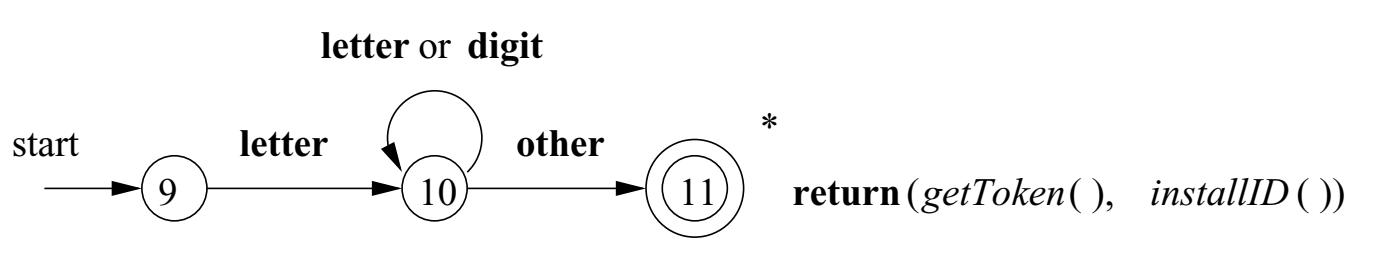 letter or digit
start letter other *
9 10 11 return (getToken( ), installID ( ))